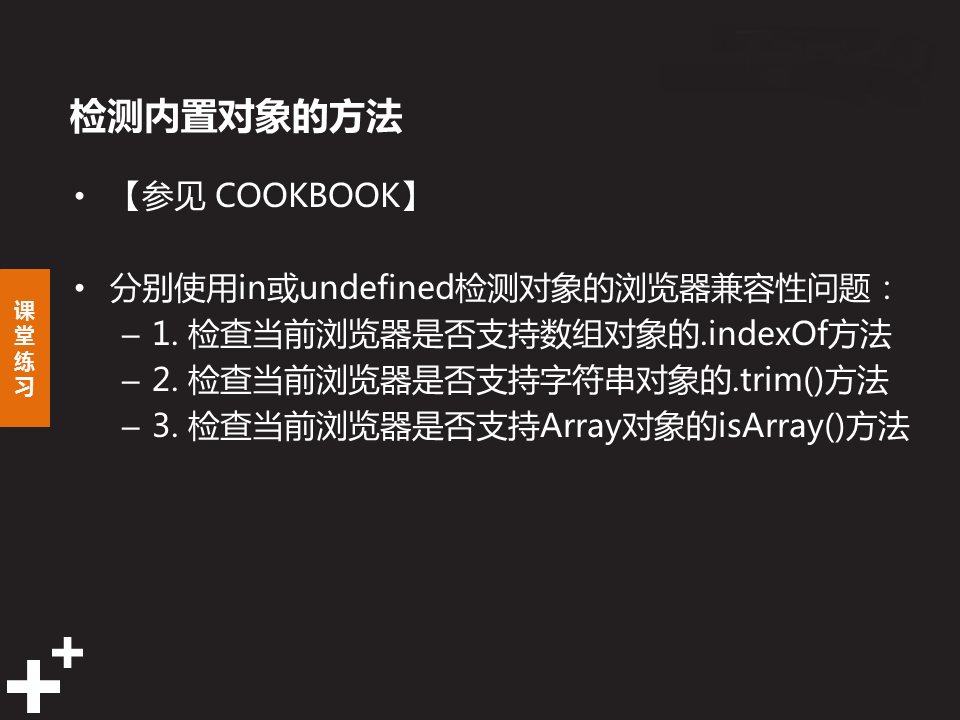 检测内置对象的方法
• 【参见 COOKBOOK】
• 分别使用in或undefined检测对象的浏览器兼容性问题：
– 1. 检查当前浏览器是否支持数组对象的.indexOf方法
– 2. 检查当前浏览器是否支持字符串对象的.trim()方法
– 3. 检查当前浏览器是否支持Array对象的isArray()方法
课
堂
练
习